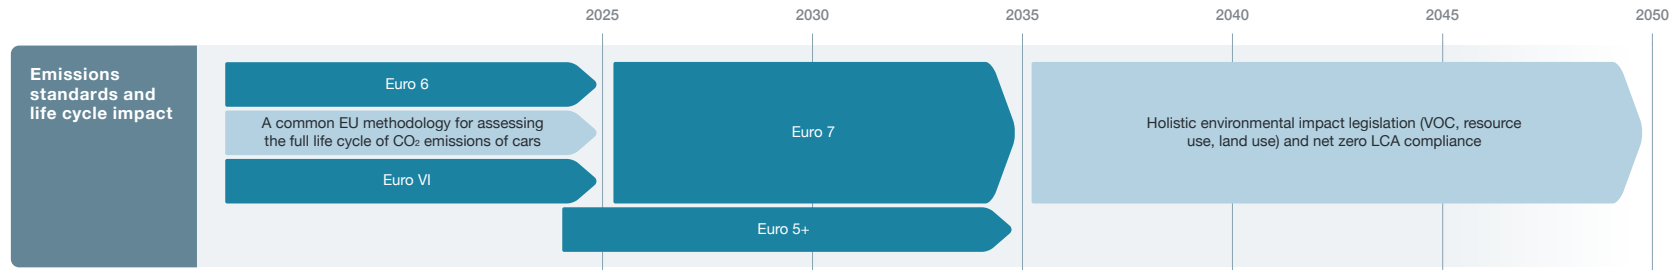 2025 2030 2035 2040 2045 2050
Emissions
standards and
life cycle impact
Euro 6
A common EU methodology for assessing
the full life cycle of CO₂ emissions of cars
Euro VI
Euro 7
Euro 5+
Holistic environmental impact legislation (VOC, resource
use, land use) and net zero LCA compliance